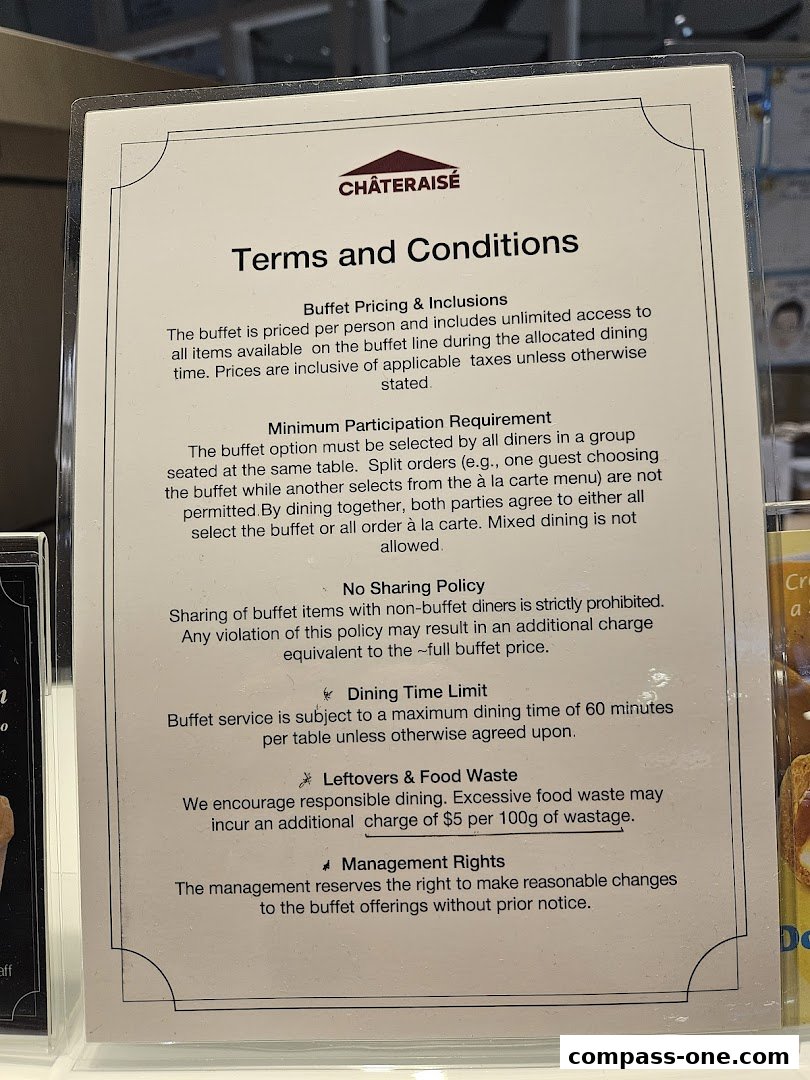 CHÂTERAISÉ
Terms and Conditions
Buffet Pricing & Inclusions
The buffet is priced per person and includes unlimited access to
all items available on the buffet line during the allocated dining
time. Prices are inclusive of applicable taxes unless otherwise
stated.
Minimum Participation Requirement
The buffet option must be selected by all diners in a group
seated at the same table. Split orders (e.g., one guest choosing
the buffet while another selects from the à la carte menu) are not
permitted.By dining together, both parties agree to either all
select the buffet or all order à la carte. Mixed dining is not
allowed.
No Sharing Policy
Sharing of buffet items with non-buffet diners is strictly prohibited.
Any violation of this policy may result in an additional charge
equivalent to the ~full buffet price.
Dining Time Limit
Buffet service is subject to a maximum dining time of 60 minutes
per table unless otherwise agreed upon.
Leftovers & Food Waste
We encourage responsible dining. Excessive food waste may
incur an additional charge of $5 per 100g of wastage.
Management Rights
The management reserves the right to make reasonable changes
to the buffet offerings without prior notice.
compass-one.com